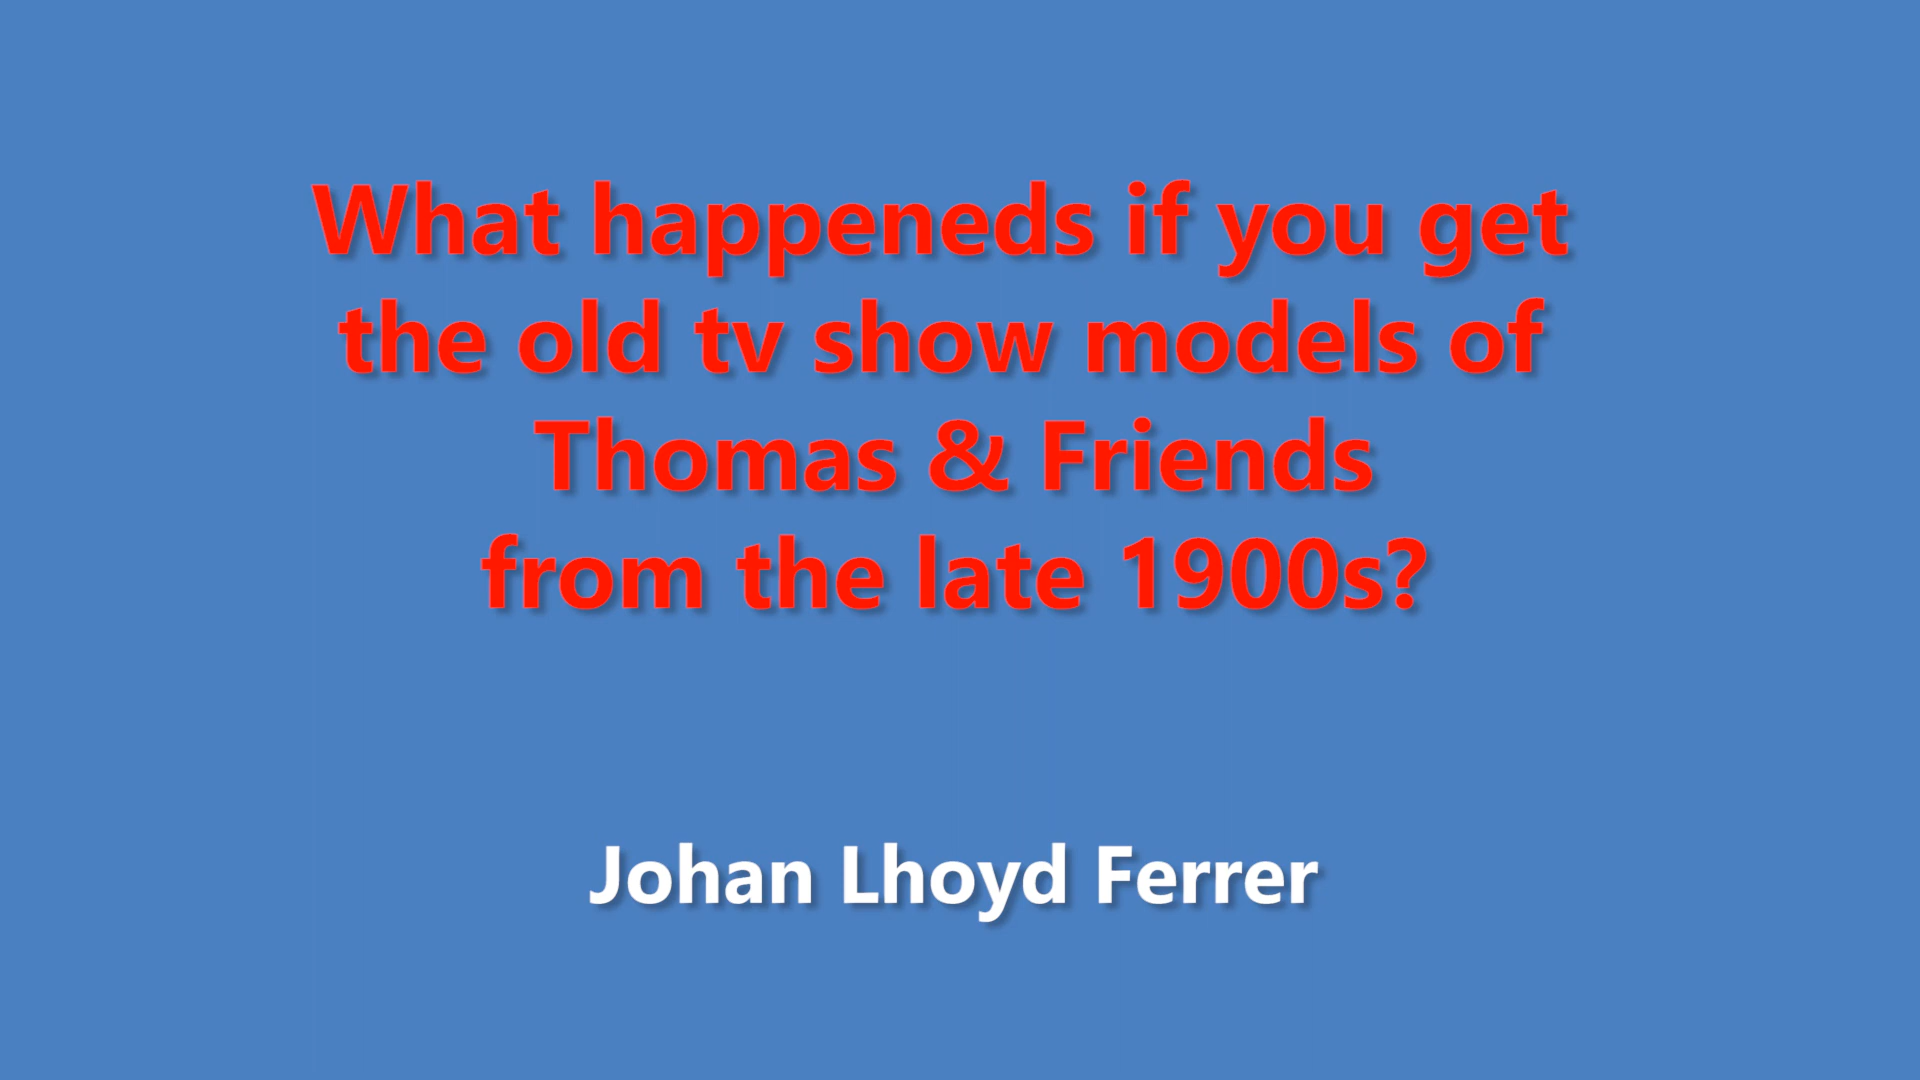 What happeneds if you get
the old tv show models of
Thomas & Friends
from the late 1900s?
Johan Lhoyd Ferrer